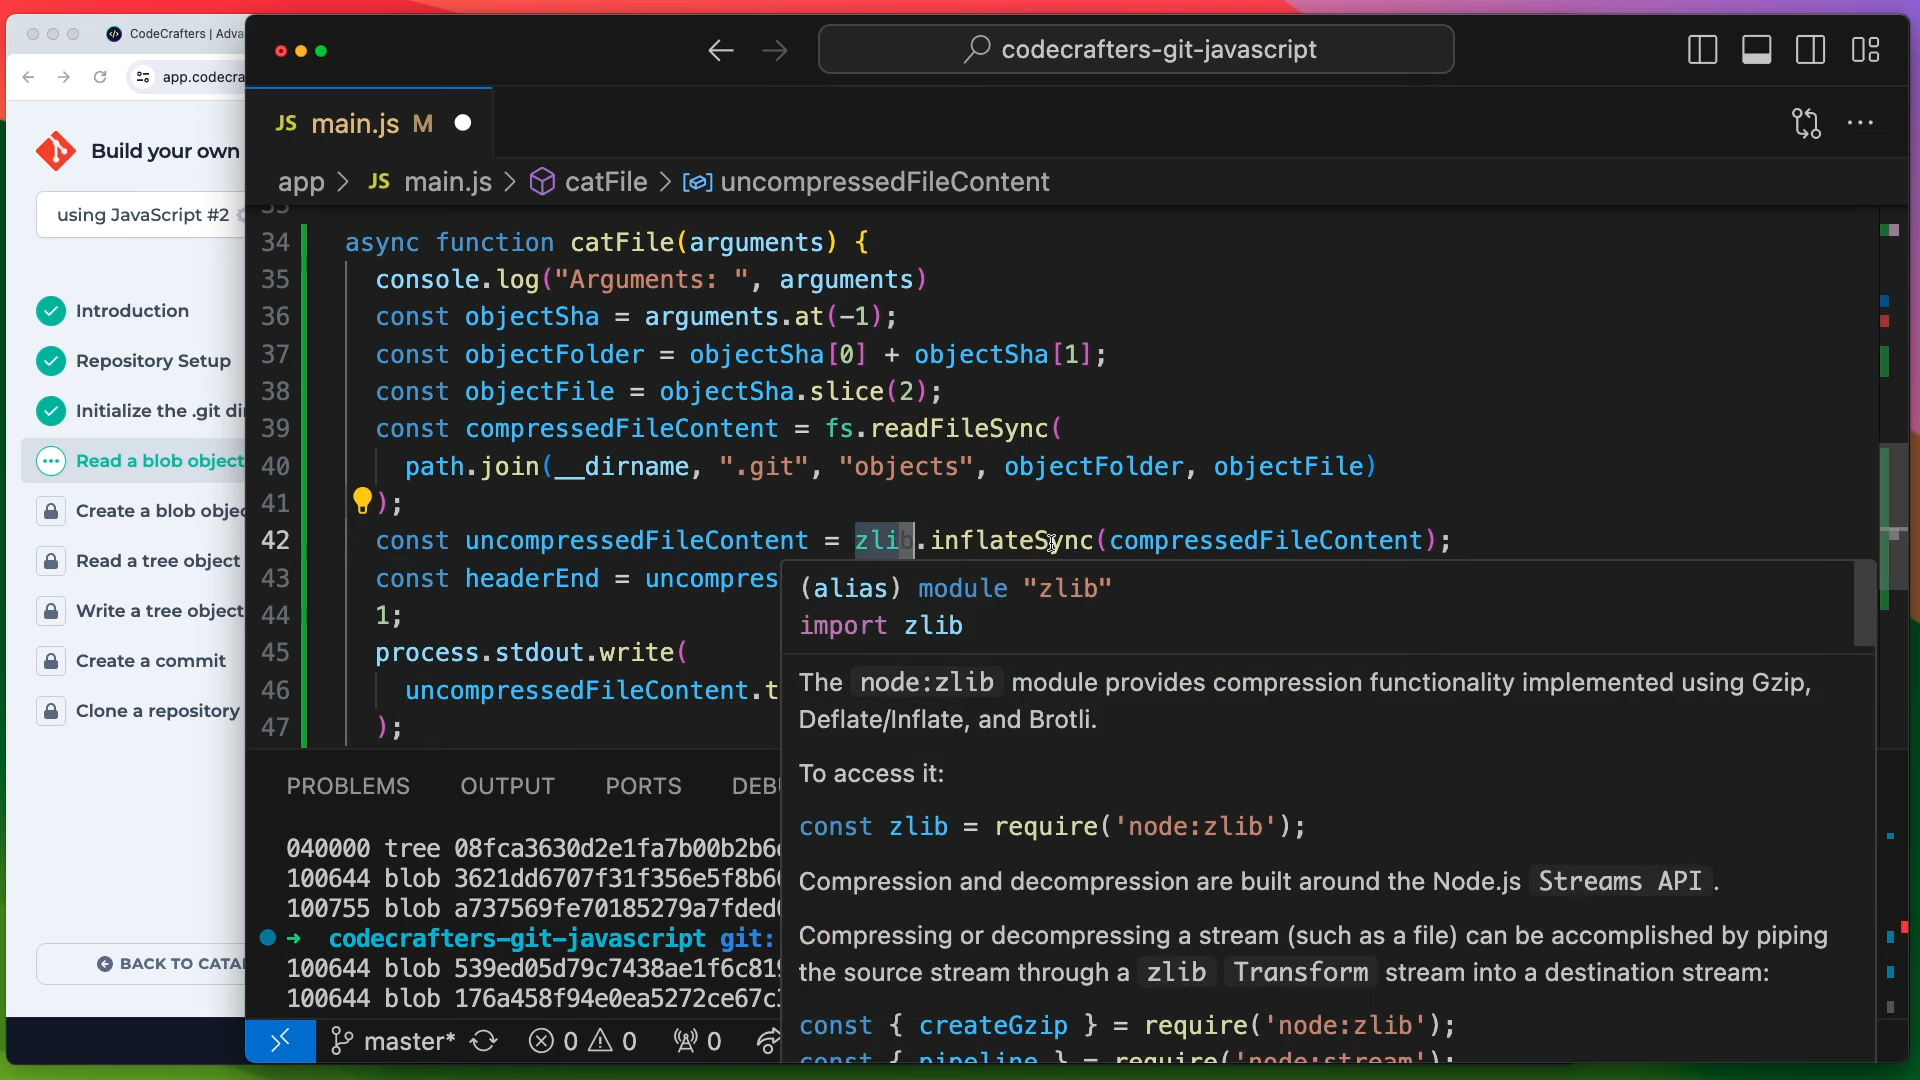 CodeCrafters | Adva
app.codecra
Build your own
using JavaScript #2
Introduction
Repository Setup
Initialize the .git di
Read a blob object
Create a blob obje
Read a tree object
Write a tree object
Create a commit
Clone a repository
BACK TO CATA
codecrafters-git-javascript
JS main.js M
app > JS main.js > catFile > uncompressedFileContent
34 async function catFile(arguments) {
35 console.log("Arguments: ", arguments)
36 const objectSha = arguments.at(-1);
37 const objectFolder = objectSha[0] + objectSha[1];
38 const objectFile = objectSha.slice(2);
39 const compressedFileContent = fs.readFileSync(
40 path.join(__dirname, ".git", "objects", objectFolder, objectFile)
41 );
42 const uncompressedFileContent = zlib.inflateSync(compressedFileContent);
43 const headerEnd = uncompress
44 1;
45 process.stdout.write(
46 uncompressedFileContent.t
47 );
(alias) module "zlib"
import zlib
The node:zlib module provides compression functionality implemented using Gzip,
Deflate/Inflate, and Brotli.
To access it:
const zlib = require('node:zlib');
Compression and decompression are built around the Node.js Streams API .
Compressing or decompressing a stream (such as a file) can be accomplished by piping
the source stream through a zlib Transform stream into a destination stream:
const { createGzip } = require('node:zlib');
const { pipeline } = require('node:stream');
PROBLEMS OUTPUT PORTS DEB
040000 tree 08fca3630d2e1fa7b00b2b6
100644 blob 3621dd6707f31f356e5f8b6
100755 blob a737569fe70185279a7fded
→ codecrafters-git-javascript git:
100644 blob 539ed05d79c7438ae1f6c81
100644 blob 176a458f94e0ea5272ce67c
master* 0 0 0